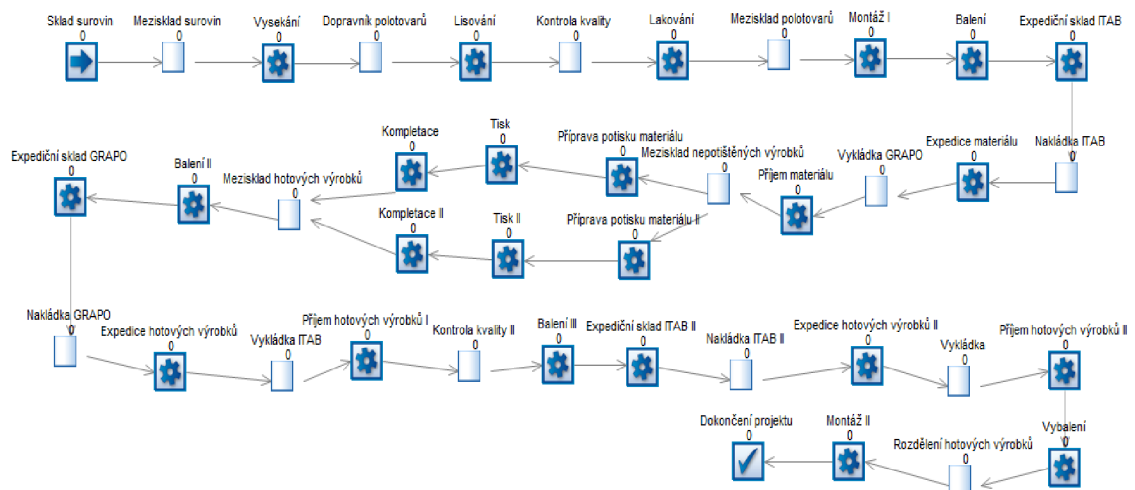 Sklad surovin
0
Mezisklad surovin
0
Vysekání
0
Dopravník polotovarů
0
Lisování
0
Kontrola kvality
0
Lakování
0
Mezisklad polotovarů
0
Montáž I
0
Balení
0
Expediční sklad ITAB
0
Nakládka ITAB
0
Expedice materiálu
0
Vykládka GRAPO
0
Příjem materiálu
0
Mezisklad nepotištěných výrobků
0
Příprava potisku materiálu
0
Tisk
0
Kompletace
0
Příprava potisku materiálu II
0
Tisk II
0
Kompletace II
0
Mezisklad hotových výrobků
0
Balení II
0
Expediční sklad GRAPO
0
Nakládka GRAPO
0
Expedice hotových výrobků
0
Vykládka ITAB
0
Příjem hotových výrobků I
0
Kontrola kvality II
0
Balení III
0
Expediční sklad ITAB II
0
Nakládka ITAB II
0
Expedice hotových výrobků II
0
Vykládka
0
Příjem hotových výrobků II
0
Vybalení
0
Rozdělení hotových výrobků
0
Montáž II
0
Dokončení projektu
0